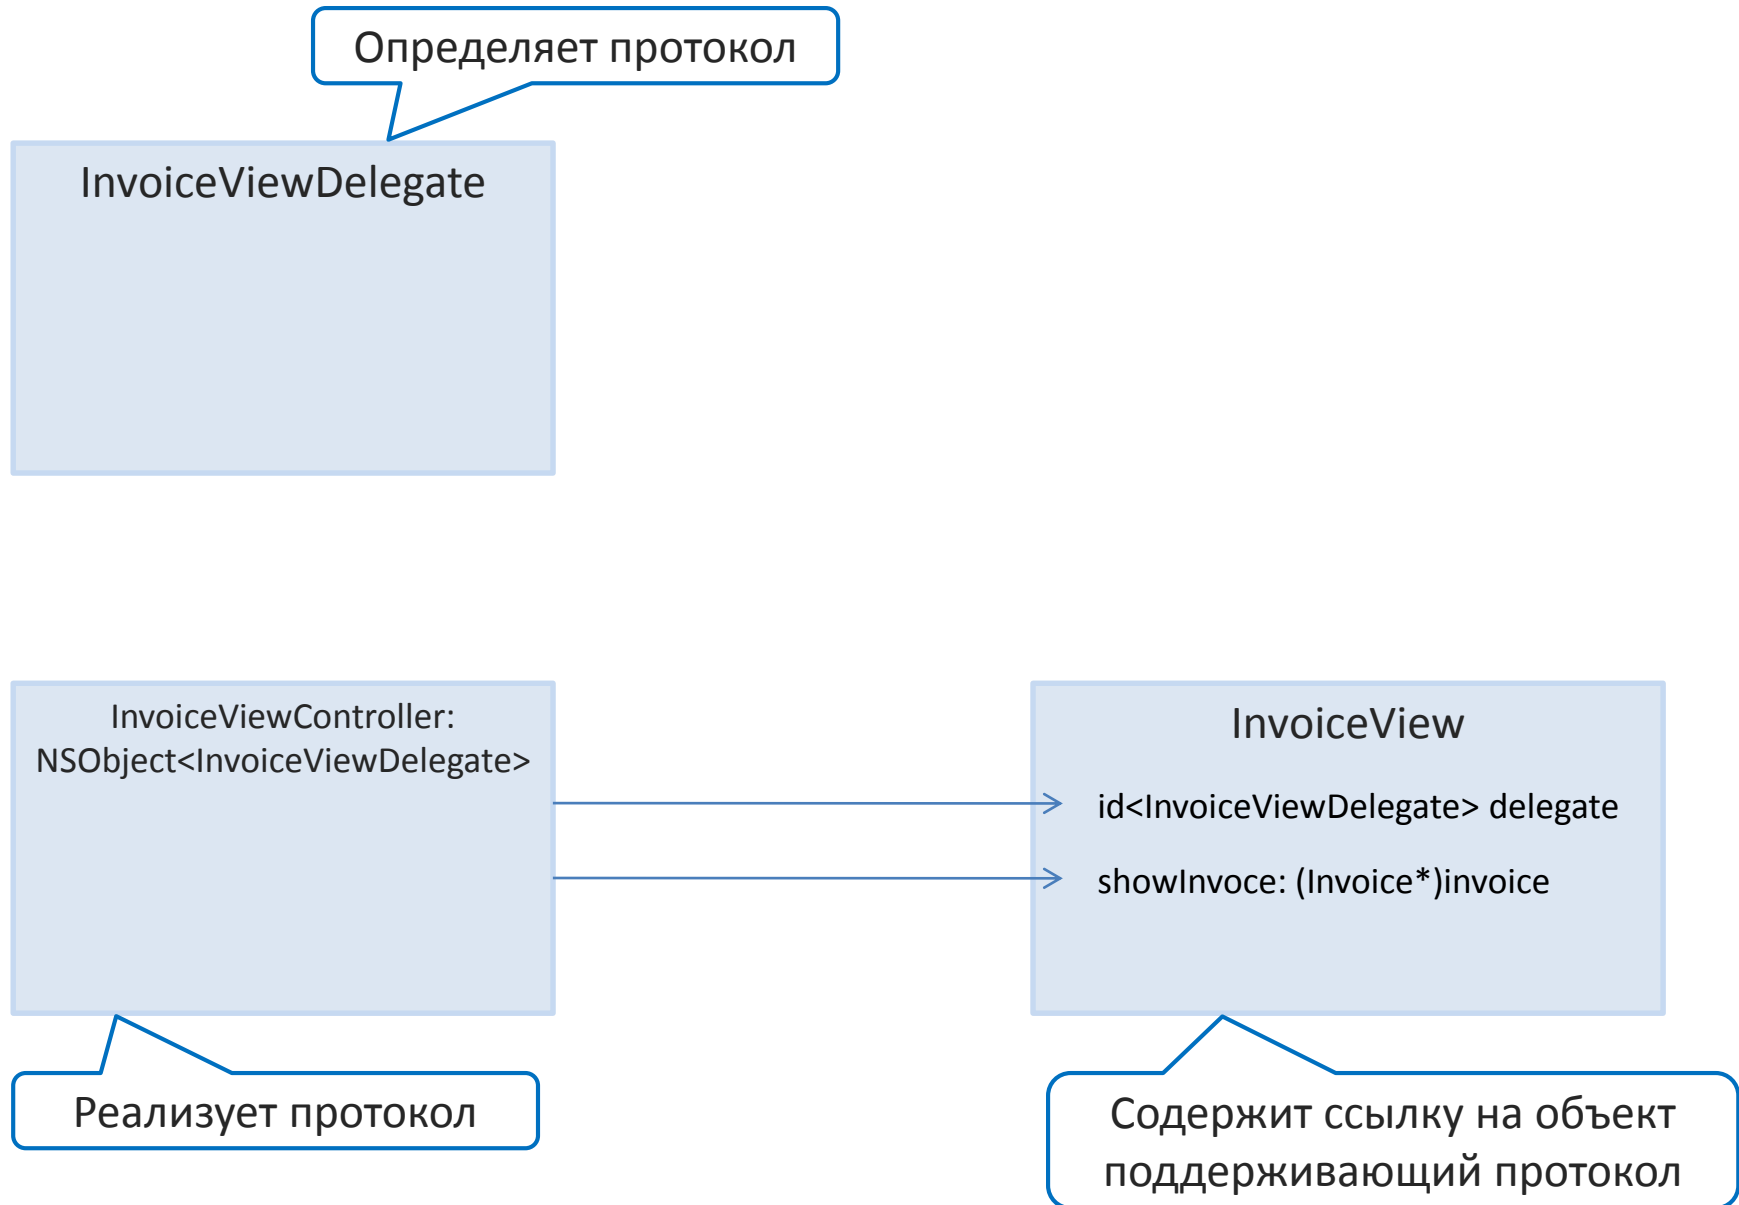 Определяет протокол
InvoiceViewDelegate
InvoiceViewController:
NSObject<InvoiceViewDelegate>
InvoiceView
id<InvoiceViewDelegate> delegate
showInvoce: (Invoice*)invoice
Реализует протокол
Содержит ссылку на объект
поддерживающий протокол